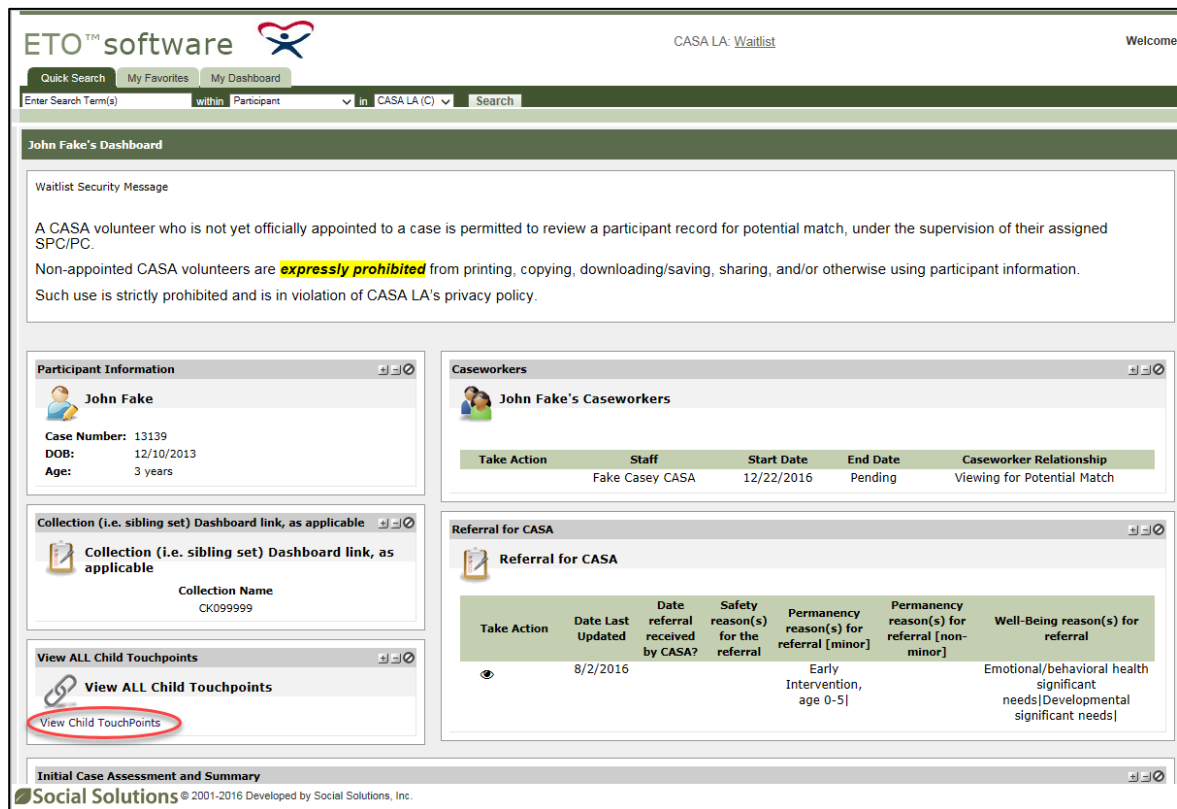 ETO™software
CASA LA: Waitlist
Welcome
Quick Search
My Favorites
My Dashboard
Enter Search Term(s) within Participant in CASA LA (C) Search
John Fake's Dashboard
Waitlist Security Message
A CASA volunteer who is not yet officially appointed to a case is permitted to review a participant record for potential match, under the supervision of their assigned
SPC/PC.
Non-appointed CASA volunteers are expressly prohibited from printing, copying, downloading/saving, sharing, and/or otherwise using participant information.
Such use is strictly prohibited and is in violation of CASA LA's privacy policy.
Participant Information
John Fake
Case Number: 13139
DOB: 12/10/2013
Age: 3 years
Collection (i.e. sibling set) Dashboard link, as applicable
Collection (i.e. sibling set) Dashboard link, as
applicable
Collection Name
CK099999
View ALL Child Touchpoints
View ALL Child Touchpoints
View Child TouchPoints
Caseworkers
John Fake's Caseworkers
Take Action Staff Start Date End Date Caseworker Relationship
Fake Casey CASA 12/22/2016 Pending Viewing for Potential Match
Referral for CASA
Referral for CASA
Take Action
Date Last
Updated
Date
referral
received
by CASA?
Safety
reason(s)
for the
referral
Permanency
reason(s) for
referral [minor]
Permanency
reason(s) for
referral [non-
minor]
Well-Being reason(s) for
referral
8/2/2016
Early
Intervention,
age 0-5|
Emotional/behavioral health
significant
needs|Developmental
significant needs|
Initial Case Assessment and Summary
Social Solutions © 2001-2016 Developed by Social Solutions, Inc.